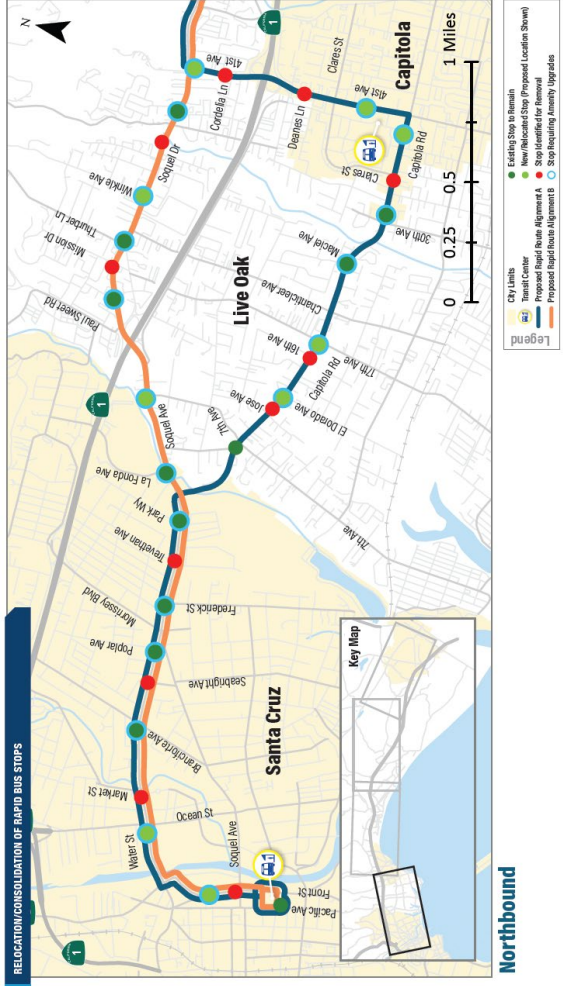 RELOCATION/CONSOLIDATION OF RAPID BUS STOPS
N
1
1
1
Water St
Market St
Ocean St
Branciforte Ave
Soquel Ave
Front St
Pacific Ave
Seabright Ave
Poplar Ave
Morrissey Blvd
Frederick St
Trevethan Ave
Park Wy
La Fonda Ave
Soquel Ave
Paul Sweet Rd
Mission Dr
Thurber Ln
Winkle Ave
Soquel Dr
41st Ave
Cordelia Ln
Deanes Ln
Clares St
41st Ave
Capitola Rd
Clares St
30th Ave
Maciel Ave
Chanticleer Ave
16th Ave
17th Ave
Capitola Rd
El Dorado Ave
Jose Ave
7th Ave
7th Ave
Santa Cruz
Live Oak
Capitola
0 0.25 0.5 1 Miles
Key Map
Northbound
Legend
City Limits
Transit Center
Proposed Rapid Route Alignment A
Proposed Rapid Route Alignment B
Existing Stop to Remain
New/Relocated Stop (Proposed Location Shown)
Stop Identified for Removal
Stop Requiring Amenity Upgrades